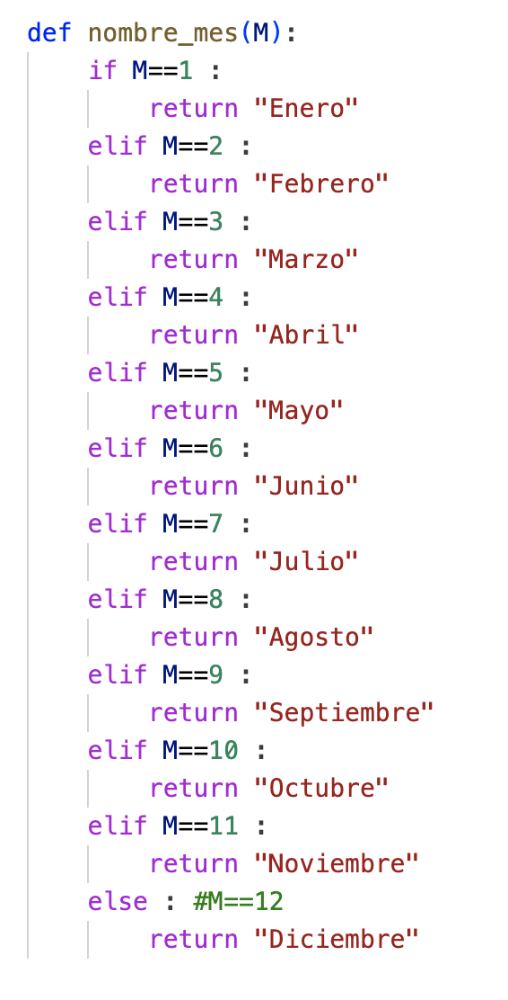 def nombre_mes(M):
    if M==1 :
        return "Enero"
    elif M==2 :
        return "Febrero"
    elif M==3 :
        return "Marzo"
    elif M==4 :
        return "Abril"
    elif M==5 :
        return "Mayo"
    elif M==6 :
        return "Junio"
    elif M==7 :
        return "Julio"
    elif M==8 :
        return "Agosto"
    elif M==9 :
        return "Septiembre"
    elif M==10 :
        return "Octubre"
    elif M==11 :
        return "Noviembre"
    else : #M==12
        return "Diciembre"